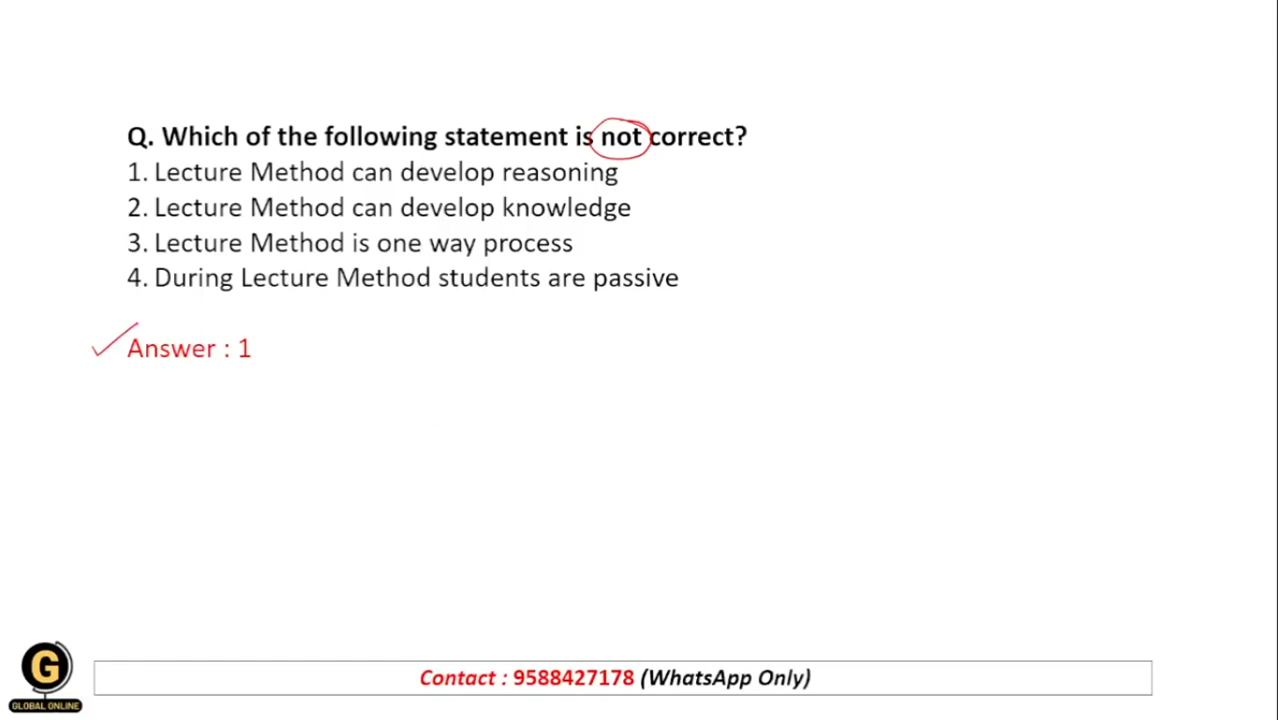 Q. Which of the following statement is not correct?
1. Lecture Method can develop reasoning
2. Lecture Method can develop knowledge
3. Lecture Method is one way process
4. During Lecture Method students are passive
Answer : 1
G
GLOBAL ONLINE
Contact : 9588427178 (WhatsApp Only)